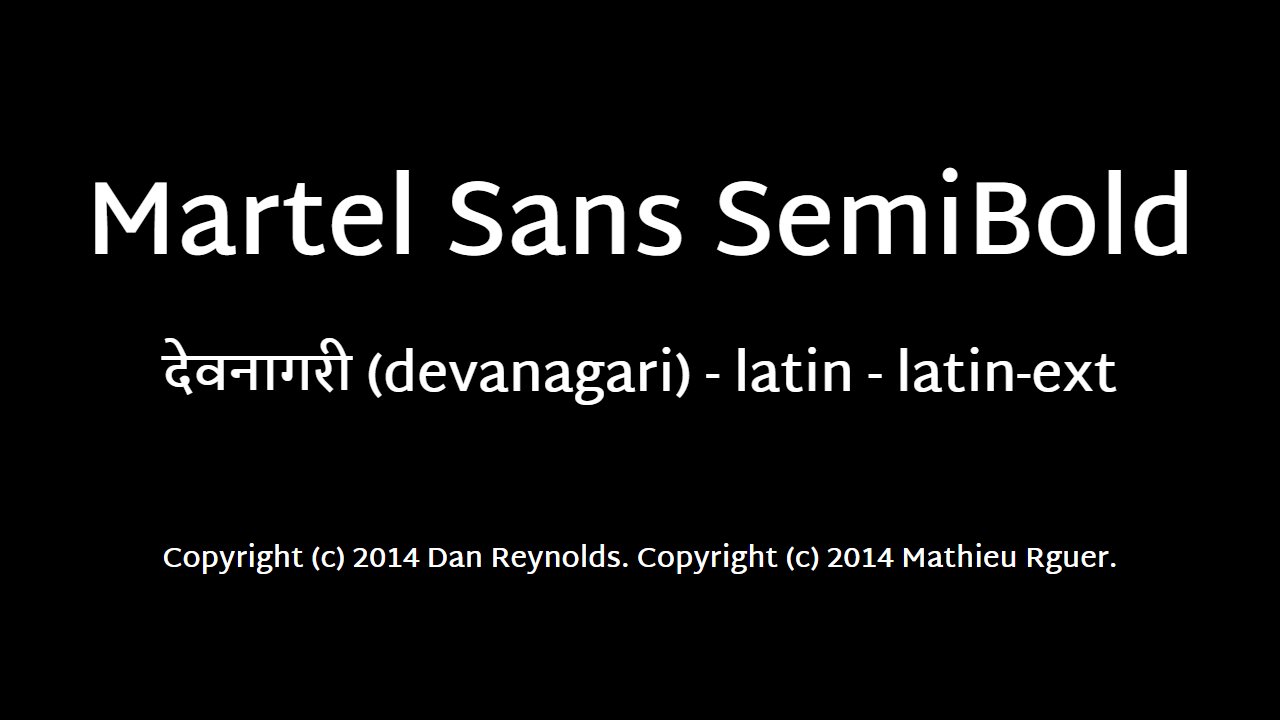 Martel Sans SemiBold
देवनागरी (devanagari) - latin - latin-ext
Copyright (c) 2014 Dan Reynolds. Copyright (c) 2014 Mathieu Rguer.